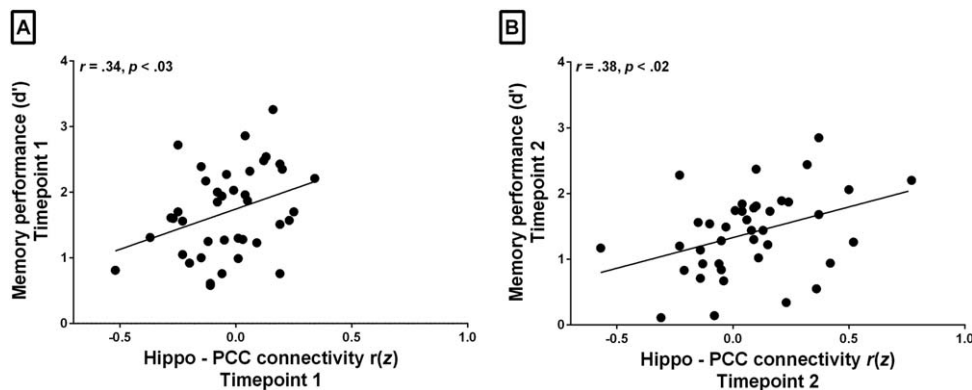 A
r = .34, p < .03
Memory performance (d')
Timepoint 1
4
3
2
1
0
-0.5
0.0
0.5
1.0
Hippo - PCC connectivity r(z)
Timepoint 1
B
r = .38, p < .02
Memory performance (d')
Timepoint 2
4
3
2
1
0
-0.5
0.0
0.5
1.0
Hippo - PCC connectivity r(z)
Timepoint 2